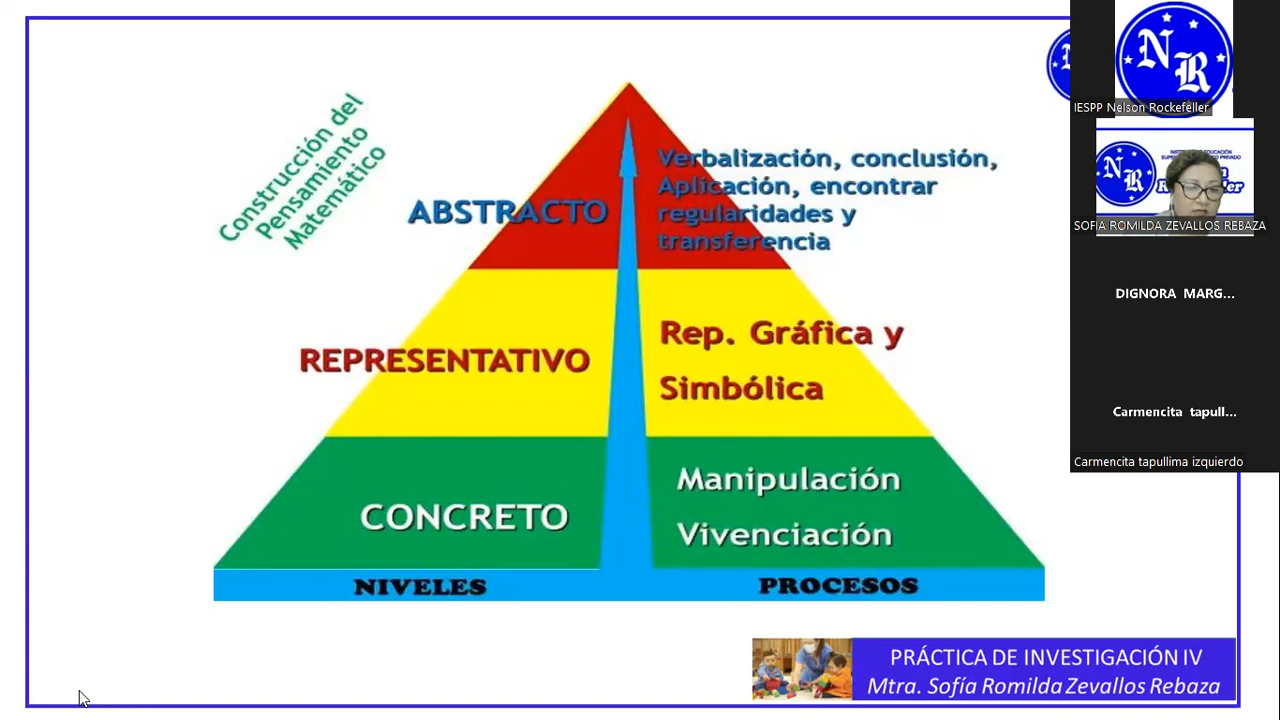 Construcción del
Pensamiento
Matemático
ABSTRACTO
Verbalización, conclusión,
Aplicación, encontrar
regularidades y
transferencia
REPRESENTATIVO
Rep. Gráfica y
Simbólica
CONCRETO
Manipulación
Vivenciación
NIVELES
PROCESOS
PRÁCTICA DE INVESTIGACIÓN IV
Mtra. Sofía Romilda Zevallos Rebaza
NR
IESPP Nelson Rockefeller
NR
SOFIA ROMILDA ZEVALLOS REBAZA
DIGNORA MARG...
Carmencita tapull...
Carmencita tapullima izquierdo